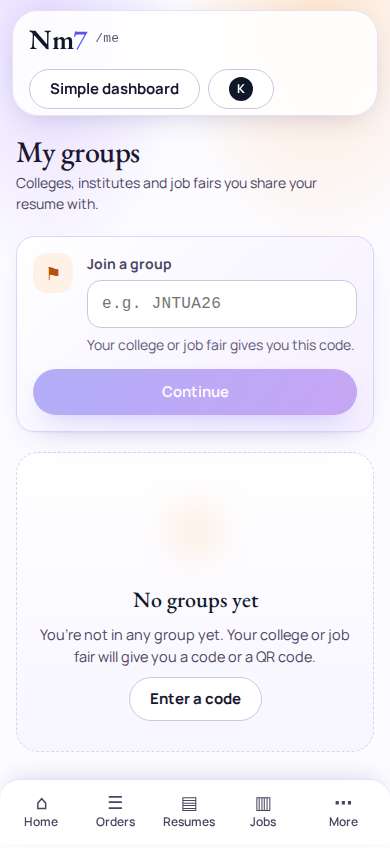 Nm7 /me
Simple dashboard
K
My groups
Colleges, institutes and job fairs you share your
resume with.
Join a group
e.g. JNTUA26
Your college or job fair gives you this code.
Continue
No groups yet
You're not in any group yet. Your college or job
fair will give you a code or a QR code.
Enter a code
Home Orders Resumes Jobs More